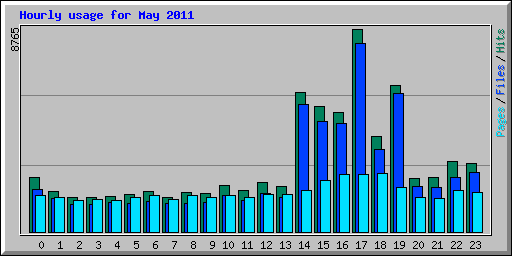 Hourly usage for May 2011
8765
Pages / Files / Hits
0 1 2 3 4 5 6 7 8 9 10 11 12 13 14 15 16 17 18 19 20 21 22 23